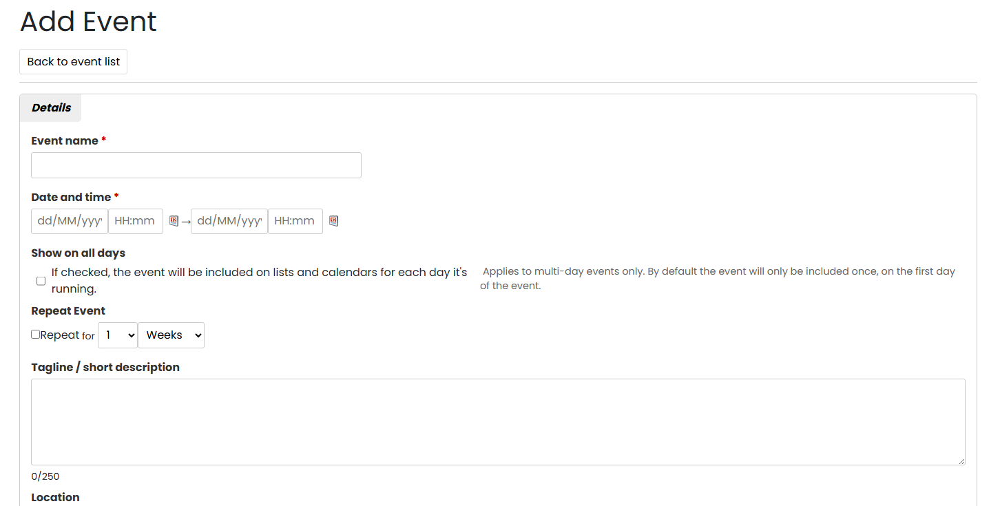 Add Event
Back to event list
Details
Event name *
Date and time *
dd/MM/yyyy HH:mm → dd/MM/yyyy HH:mm
Show on all days
If checked, the event will be included on lists and calendars for each day it's
running.
Applies to multi-day events only. By default the event will only be included once, on the first day
of the event.
Repeat Event
Repeat for 1 Weeks
Tagline / short description
0/250
Location